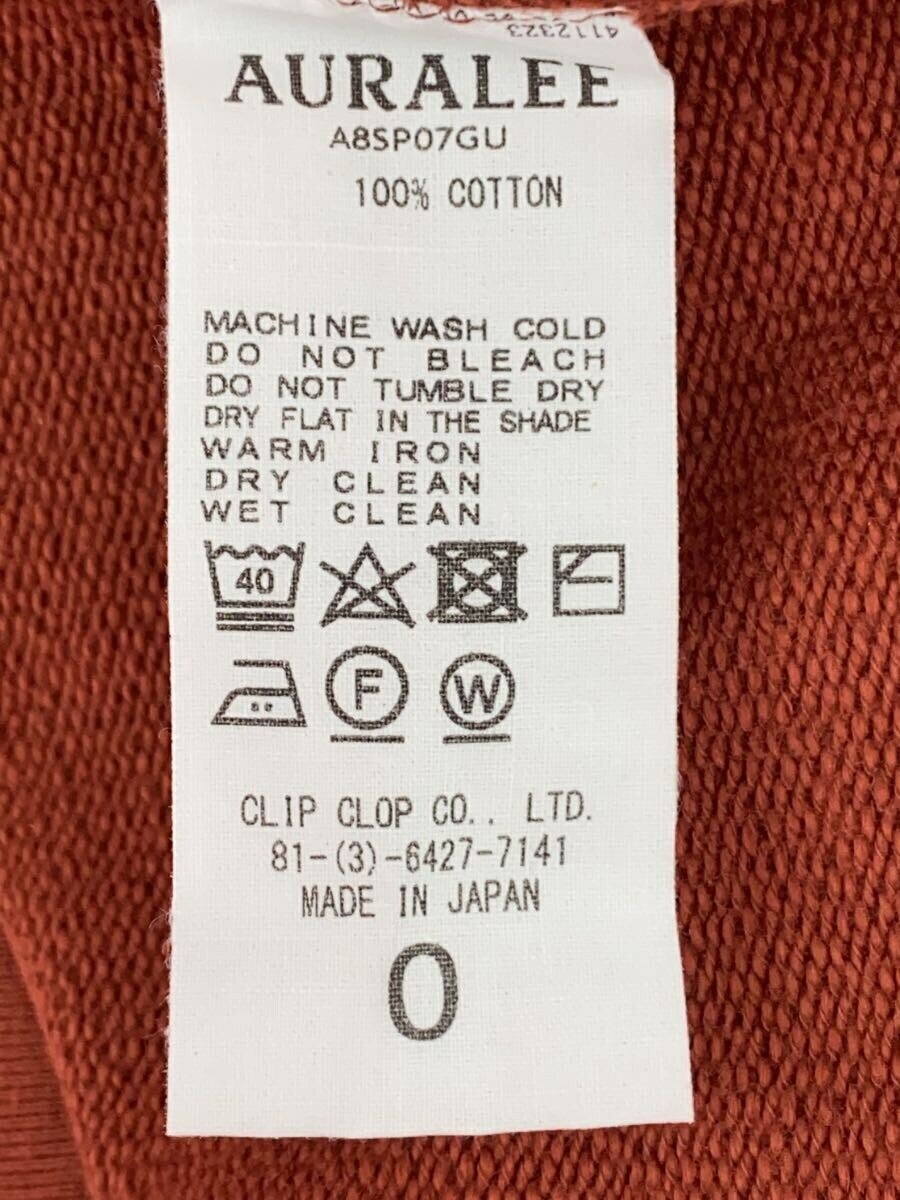 4112323
AURALEE
A8SP07GU
100% COTTON
MACHINE WASH COLD
DO NOT BLEACH
DO NOT TUMBLE DRY
DRY FLAT IN THE SHADE
WARM IRON
DRY CLEAN
WET CLEAN
40
F
W
CLIP CLOP CO., LTD.
81-(3)-6427-7141
MADE IN JAPAN
0